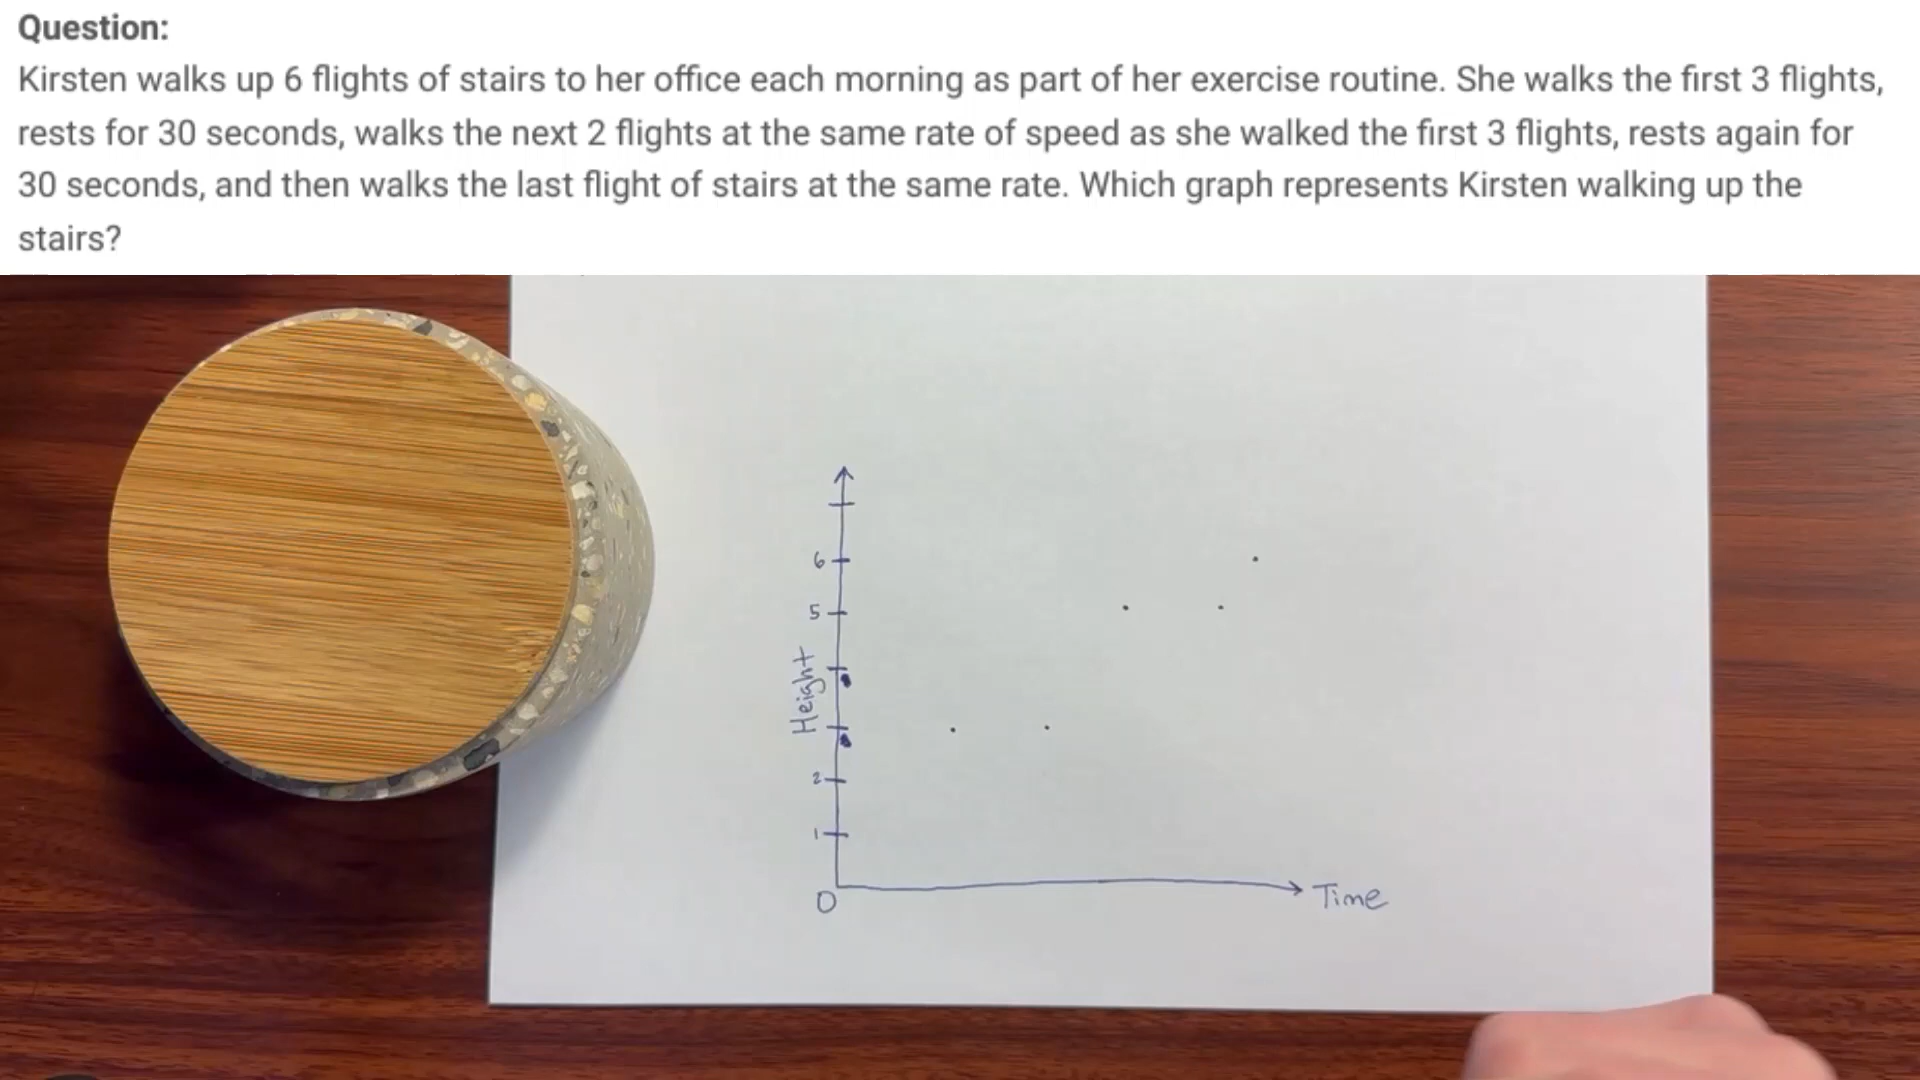 Question:
Kirsten walks up 6 flights of stairs to her office each morning as part of her exercise routine. She walks the first 3 flights,
rests for 30 seconds, walks the next 2 flights at the same rate of speed as she walked the first 3 flights, rests again for
30 seconds, and then walks the last flight of stairs at the same rate. Which graph represents Kirsten walking up the
stairs?
6
5
Height
2
1
0
Time